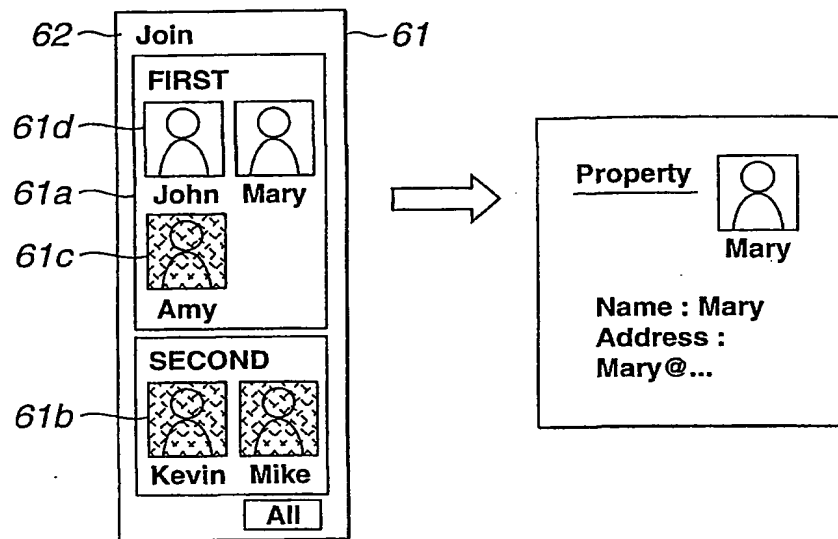 62
Join
61
FIRST
61d
61a
John Mary
61c
Amy
SECOND
61b
Kevin Mike
All
Property
Mary
Name : Mary
Address :
Mary@...